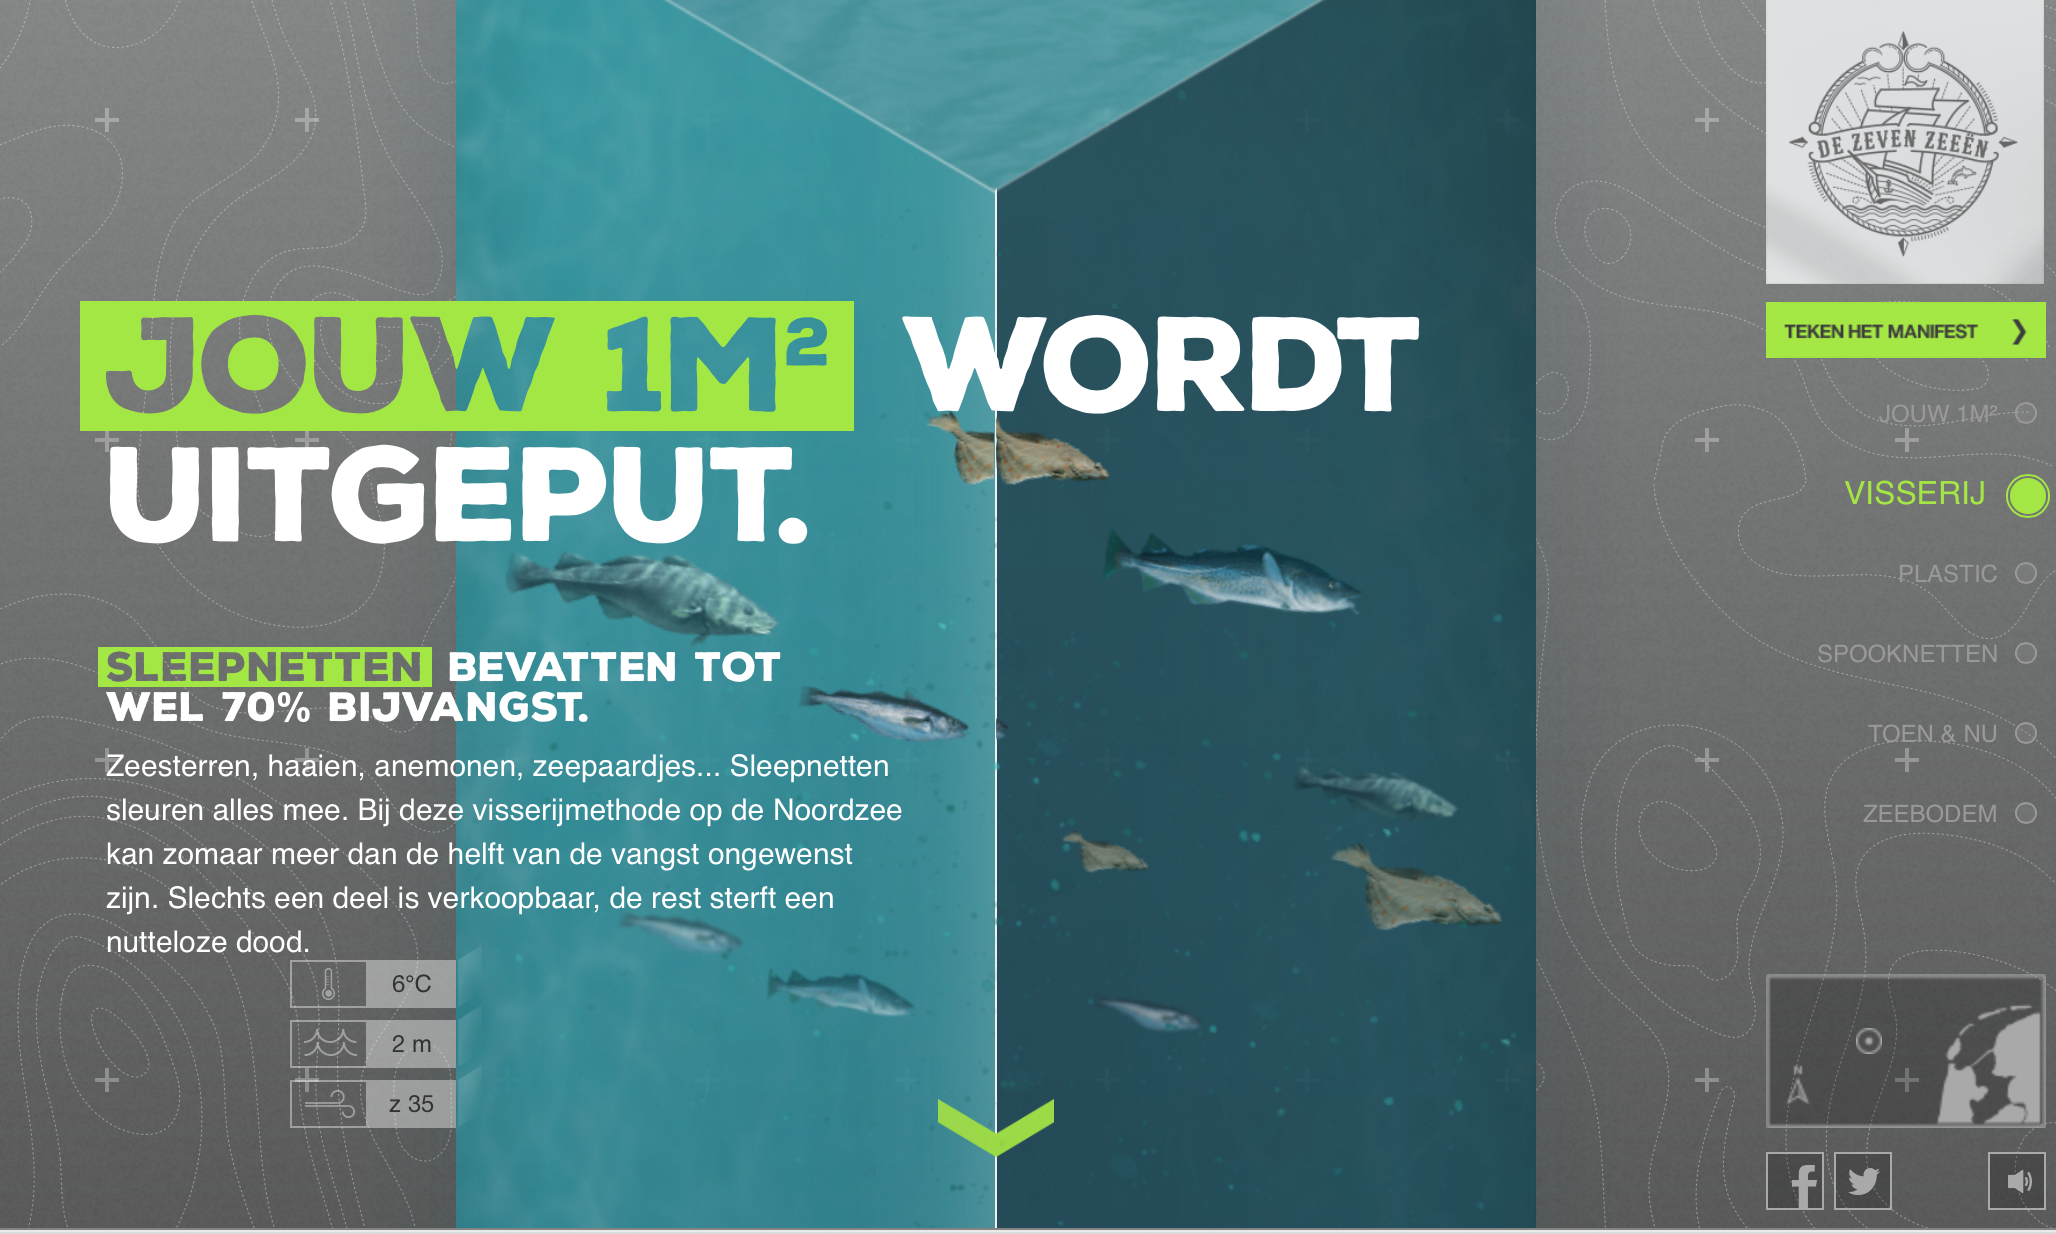 JOUW 1M² WORDT
UITGEPUT.
SLEEPNETTEN BEVATTEN TOT
WEL 70% BIJVANGST.
Zeesterren, haaien, anemonen, zeepaardjes... Sleepnetten
sleuren alles mee. Bij deze visserijmethode op de Noordzee
kan zomaar meer dan de helft van de vangst ongewenst
zijn. Slechts een deel is verkoopbaar, de rest sterft een
nutteloze dood.
6°C
2 m
z 35
DE ZEVEN ZEEËN
TEKEN HET MANIFEST
JOUW 1M²
VISSERIJ
PLASTIC
SPOOKNETTEN
TOEN & NU
ZEEBODEM
N